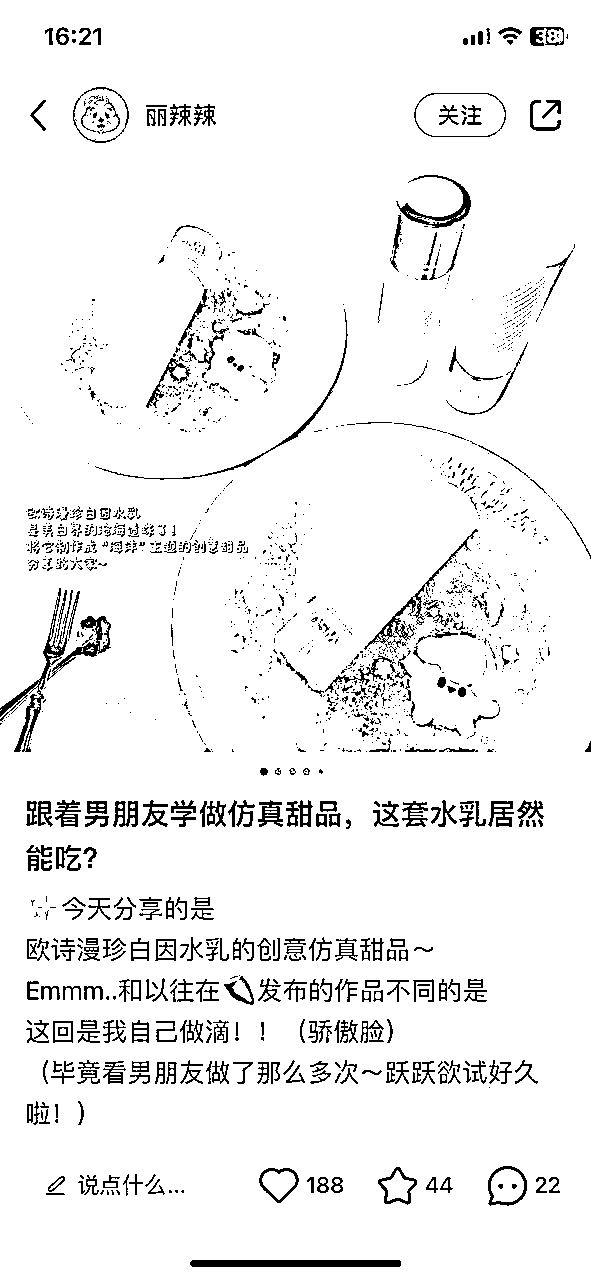 16:21
38
丽辣辣
关注
欧诗漫珍白因水乳
是美白界的沧海遗珠了!
将它制作成“海洋”主题的创意甜品
分享给大家~
跟着男朋友学做仿真甜品，这套水乳居然
能吃?
今天分享的是
欧诗漫珍白因水乳的创意仿真甜品～
Emmm..和以往在发布的作品不同的是
这回是我自己做滴！！（骄傲脸）
（毕竟看男朋友做了那么多次～跃跃欲试好久
啦！）
说点什么...
188
44
22